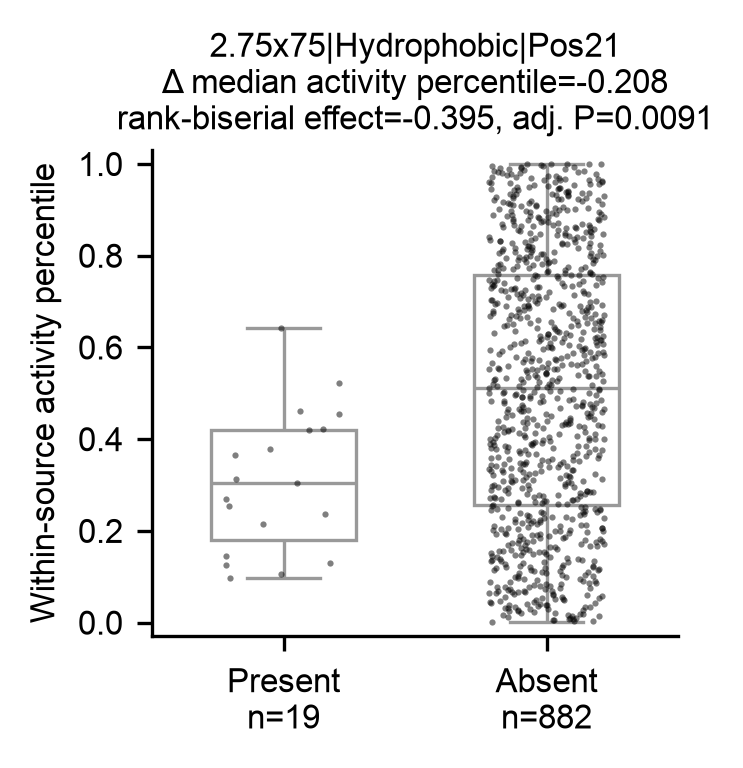 2.75x75|Hydrophobic|Pos21
Δ median activity percentile=-0.208
rank-biserial effect=-0.395, adj. P=0.0091
Within-source activity percentile
1.0
0.8
0.6
0.4
0.2
0.0
Present
n=19
Absent
n=882